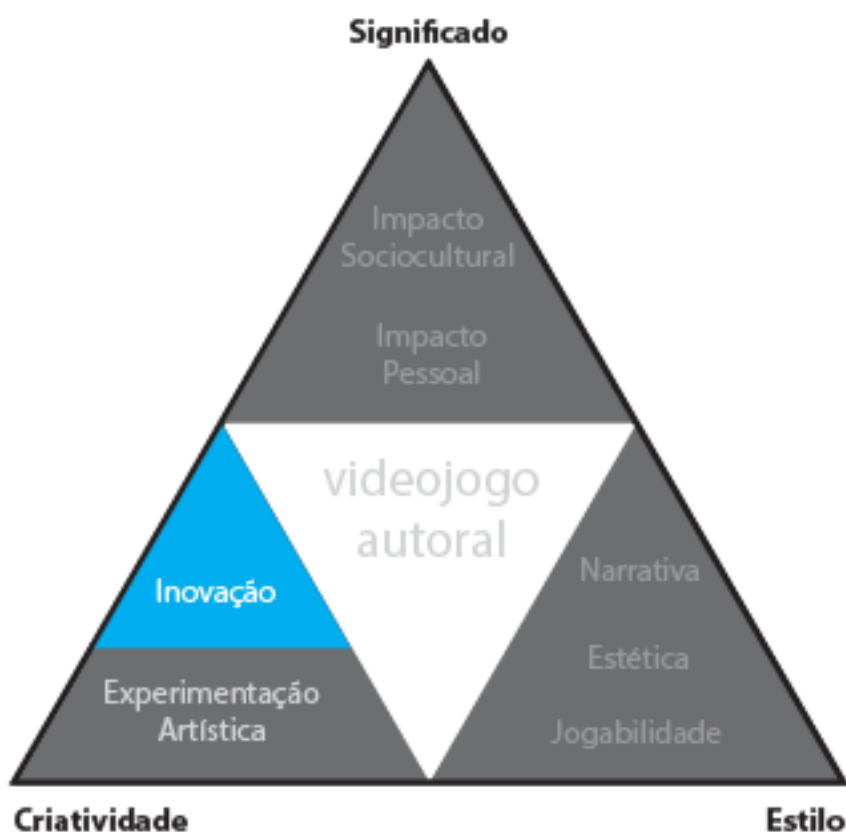 Significado
Impacto
Sociocultural
Impacto
Pessoal
videojogo
autoral
Inovação
Narrativa
Estética
Jogabilidade
Experimentação
Artística
Criatividade
Estilo